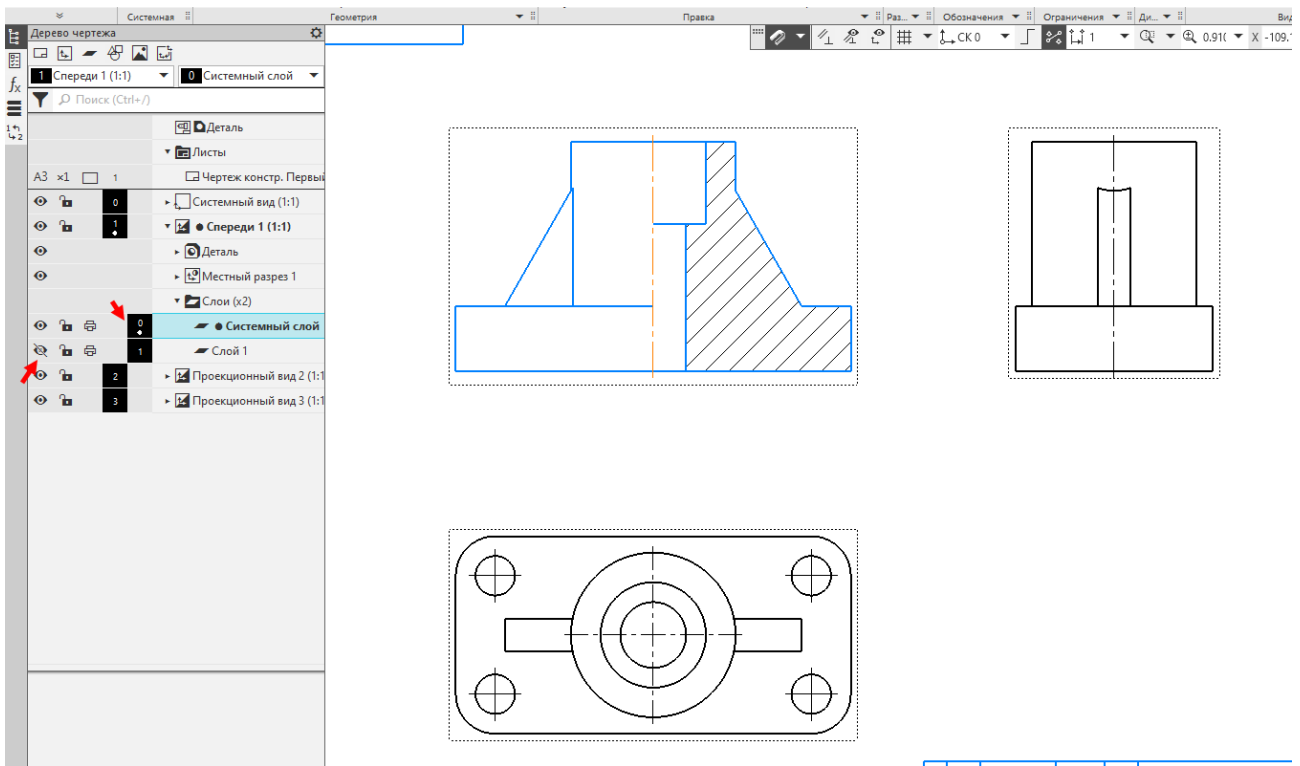 Системная
Геометрия
Правка
Раз...
Обозначения
Ограничения
Ди...
Вид
Дерево чертежа
СК 0
1
0.91(
X -109.1
1 Спереди 1 (1:1)
0 Системный слой
fx
Поиск (Ctrl+/)
Деталь
Листы
А3 ×1 1 Чертеж констр. Первый
0 Системный вид (1:1)
1 ● Спереди 1 (1:1)
Деталь
Местный разрез 1
Слои (x2)
0 ● Системный слой
1 Слой 1
2 Проекционный вид 2 (1:1
3 Проекционный вид 3 (1:1